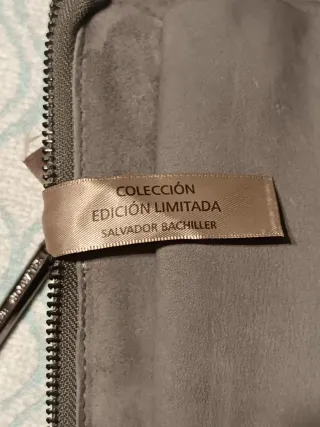 COLECCIÓN
EDICIÓN LIMITADA
SALVADOR BACHILLER